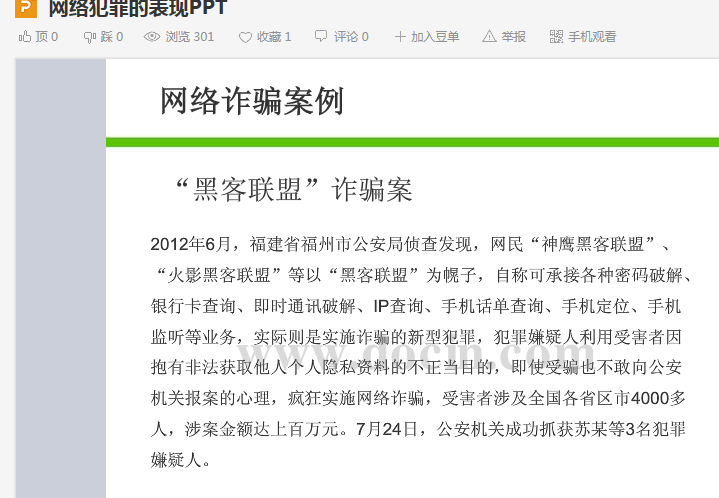 网络犯罪的表现PPT
顶 0 踩 0 浏览 301 收藏 1 评论 0 加入豆单 举报 手机观看
网络诈骗案例
“黑客联盟”诈骗案
2012年6月，福建省福州市公安局侦查发现，网民“神鹰黑客联盟”、
“火影黑客联盟”等以“黑客联盟”为幌子，自称可承接各种密码破解、
银行卡查询、即时通讯破解、IP查询、手机话单查询、手机定位、手机
监听等业务，实际则是实施诈骗的新型犯罪，犯罪嫌疑人利用受害者因
抱有非法获取他人个人隐私资料的不正当目的，即使受骗也不敢向公安
机关报案的心理，疯狂实施网络诈骗，受害者涉及全国各省区市4000多
人，涉案金额达上百万元。7月24日，公安机关成功抓获苏某等3名犯罪
嫌疑人。
www.docin.com